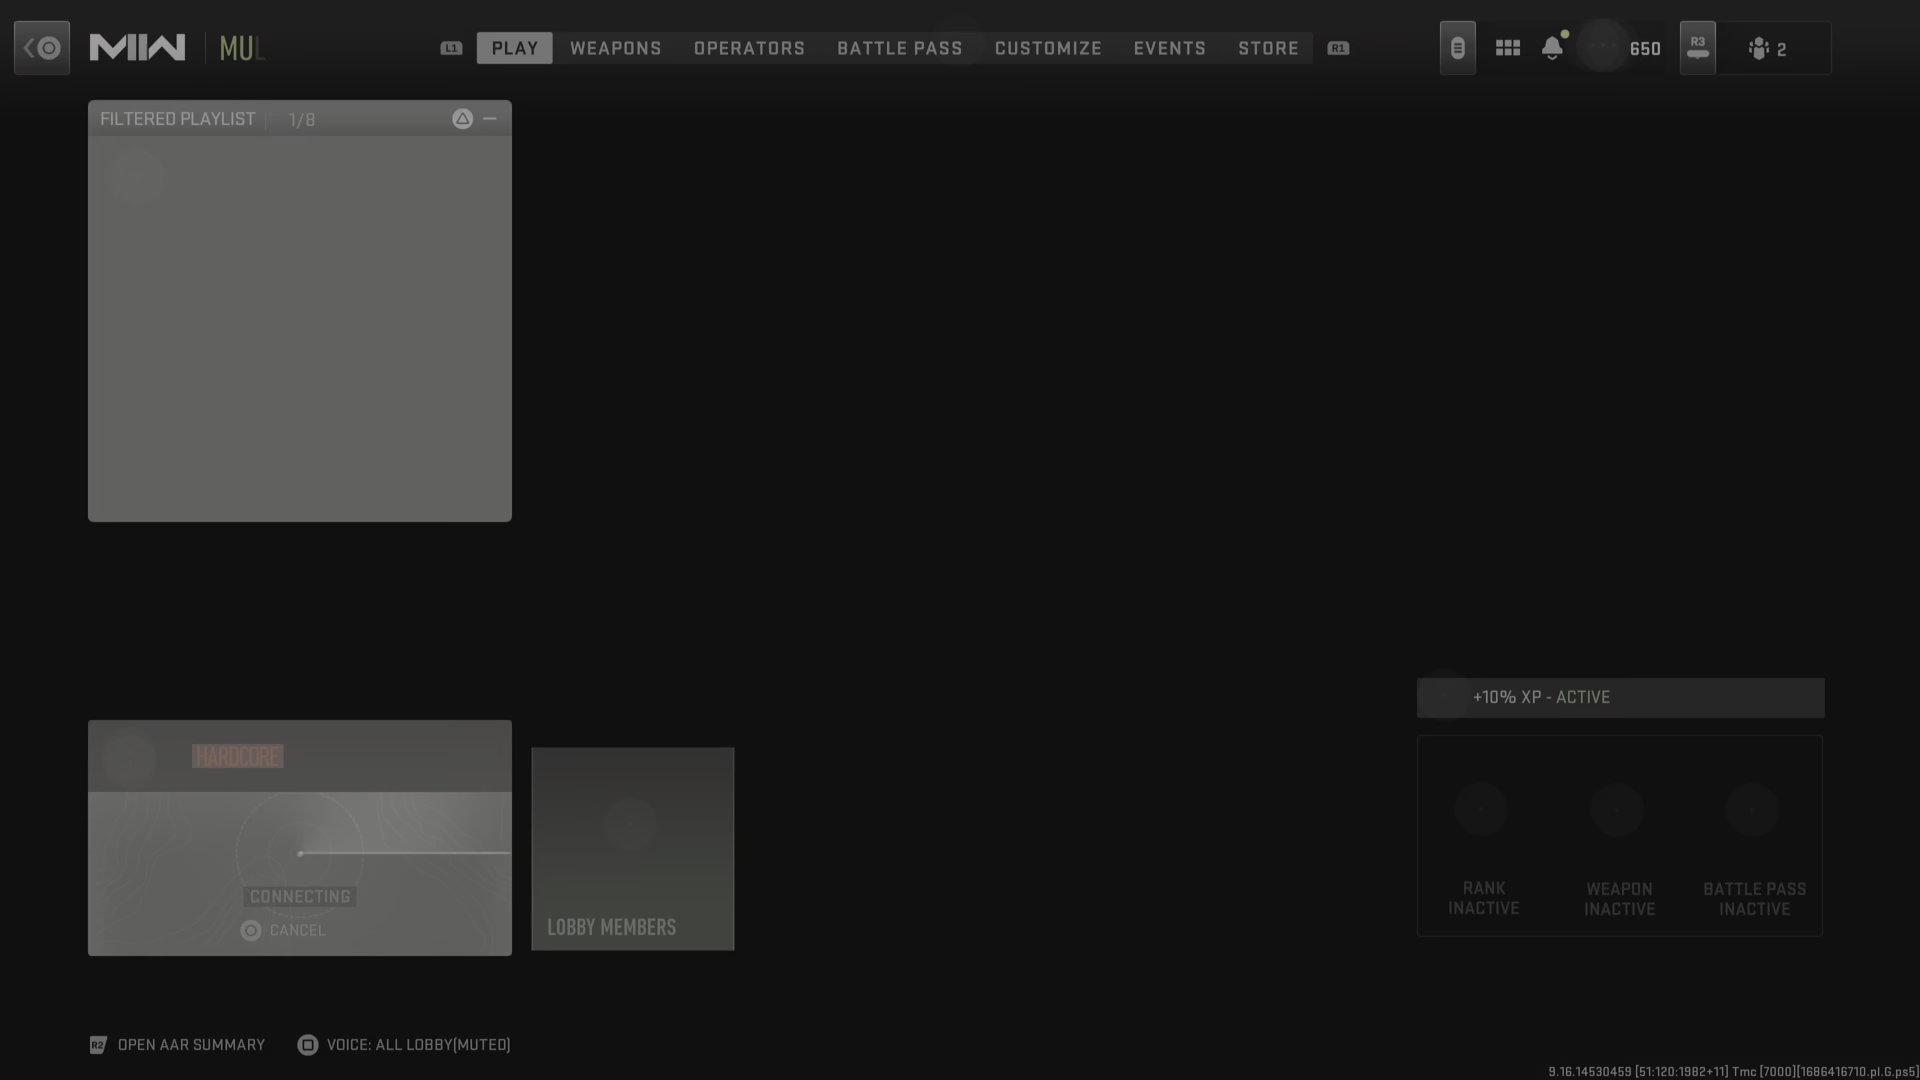 MW MUL
L1 PLAY WEAPONS OPERATORS BATTLE PASS CUSTOMIZE EVENTS STORE R1
650 R3 2
FILTERED PLAYLIST 1/8
+10% XP - ACTIVE
HARDCORE
CONNECTING
CANCEL
LOBBY MEMBERS
RANK INACTIVE
WEAPON INACTIVE
BATTLE PASS INACTIVE
R2 OPEN AAR SUMMARY VOICE: ALL LOBBY(MUTED)
9.16.14530459 [51:120:1982+11] Tmc [7000][1686416710.pl.G.ps5]